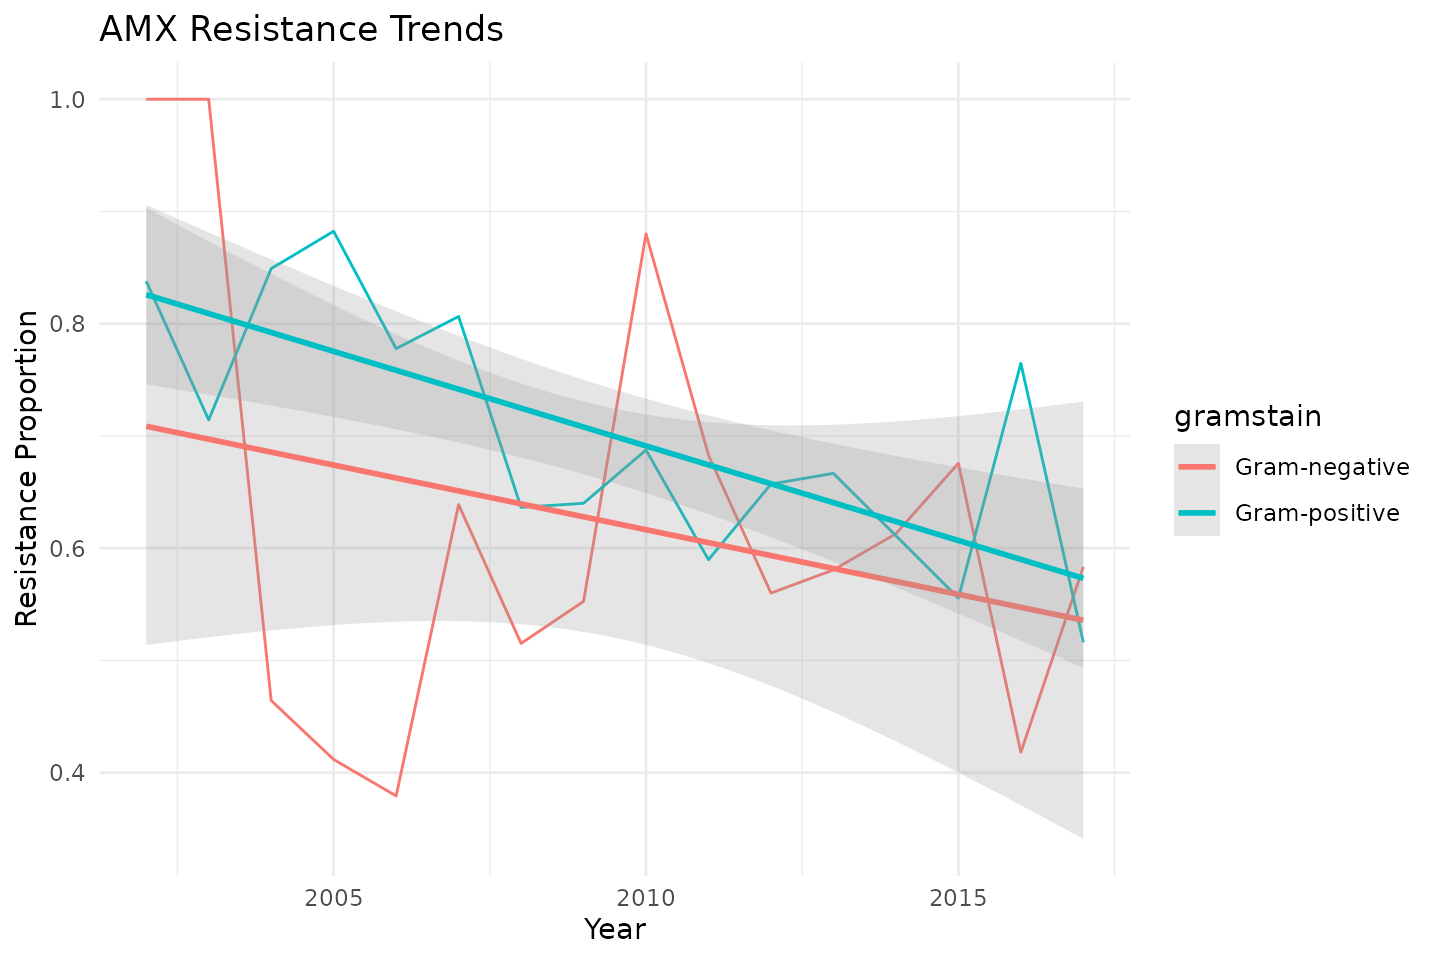 AMX Resistance Trends
Resistance Proportion
1.0
0.8
0.6
0.4
2005
2010
2015
Year
gramstain
Gram-negative
Gram-positive